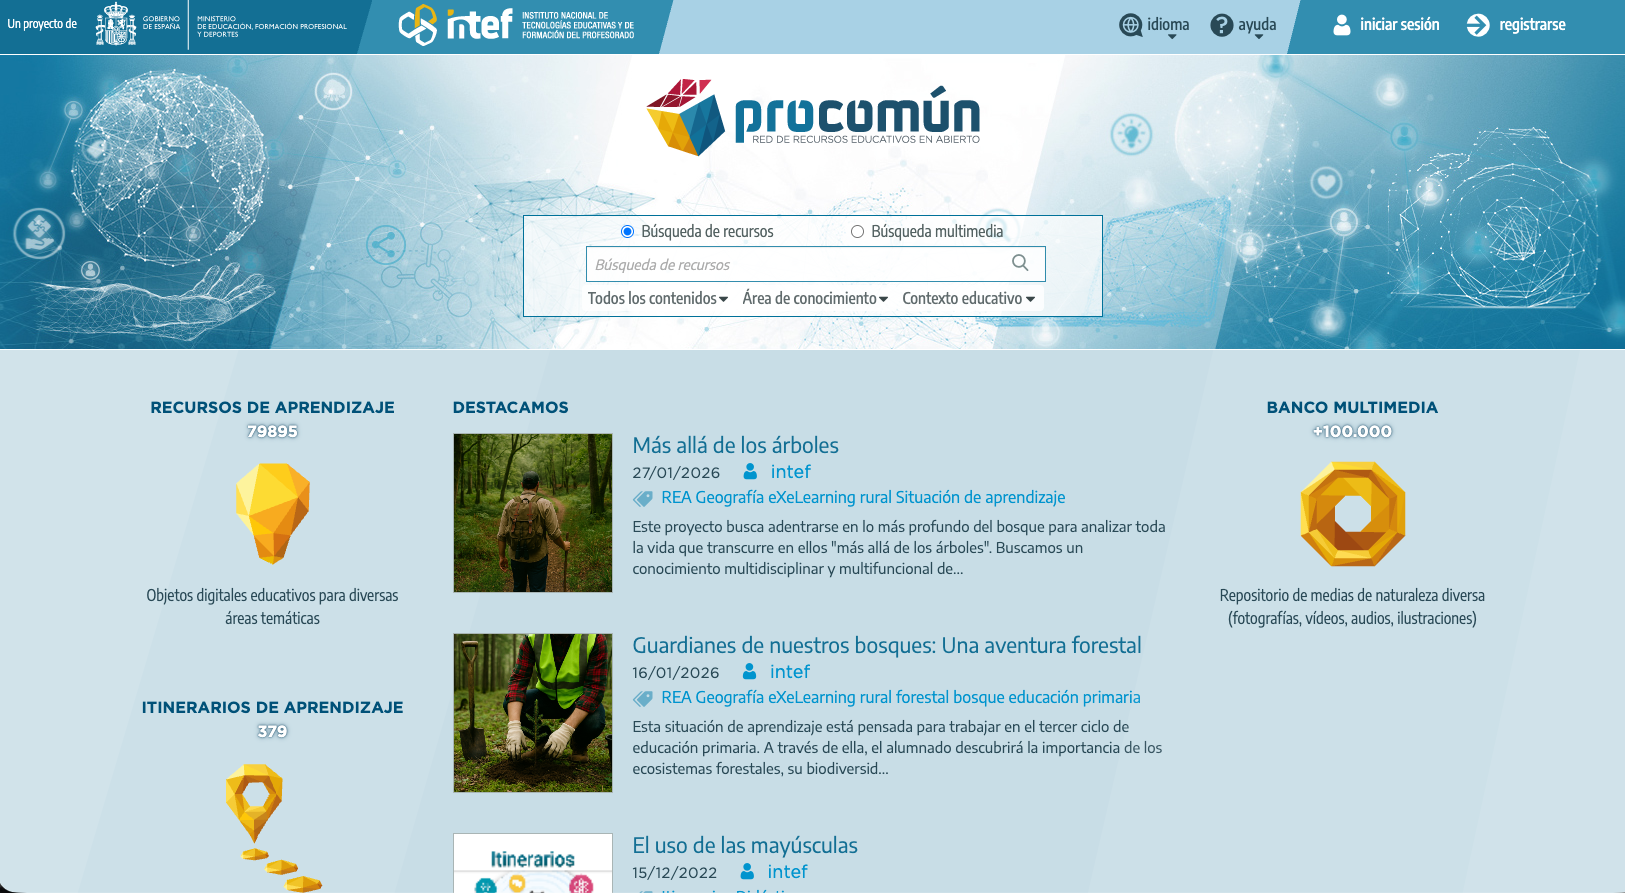 Un proyecto de
GOBIERNO
DE ESPAÑA
MINISTERIO
DE EDUCACIÓN, FORMACIÓN PROFESIONAL
Y DEPORTES
intef
INSTITUTO NACIONAL DE
TECNOLOGÍAS EDUCATIVAS Y DE
FORMACIÓN DEL PROFESORADO
idioma
ayuda
iniciar sesión
registrarse
procomún
RED DE RECURSOS EDUCATIVOS EN ABIERTO
Búsqueda de recursos
Búsqueda multimedia
Búsqueda de recursos
Todos los contenidos
Área de conocimiento
Contexto educativo
RECURSOS DE APRENDIZAJE
79895
Objetos digitales educativos para diversas
áreas temáticas
ITINERARIOS DE APRENDIZAJE
379
DESTACAMOS
Más allá de los árboles
27/01/2026 intef
REA Geografía eXeLearning rural Situación de aprendizaje
Este proyecto busca adentrarse en lo más profundo del bosque para analizar toda
la vida que transcurre en ellos "más allá de los árboles". Buscamos un
conocimiento multidisciplinar y multifuncional de...
Guardianes de nuestros bosques: Una aventura forestal
16/01/2026 intef
REA Geografía eXeLearning rural forestal bosque educación primaria
Esta situación de aprendizaje está pensada para trabajar en el tercer ciclo de
educación primaria. A través de ella, el alumnado descubrirá la importancia de los
ecosistemas forestales, su biodiversid...
Itinerarios
El uso de las mayúsculas
15/12/2022 intef
BANCO MULTIMEDIA
+100.000
Repositorio de medias de naturaleza diversa
(fotografías, vídeos, audios, ilustraciones)